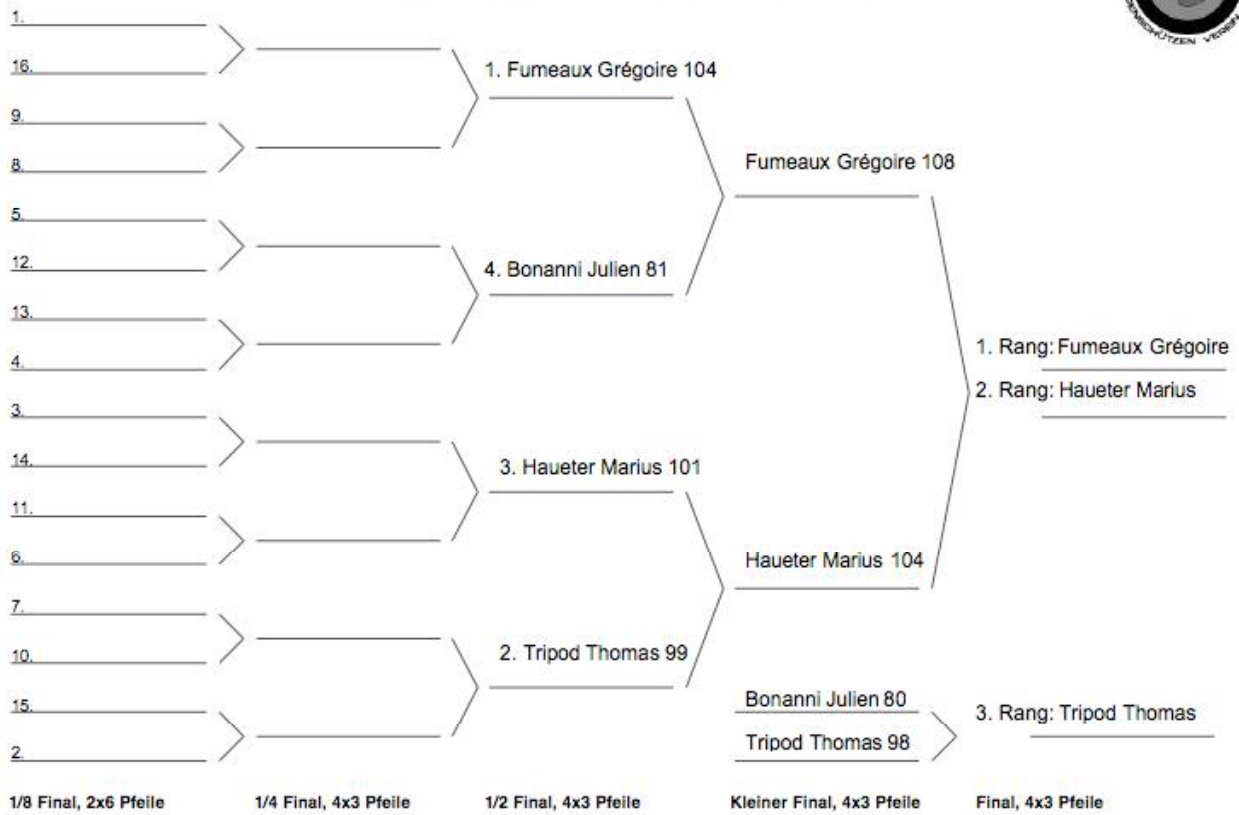 1.
16.
9.
8.
5.
12.
13.
4.
3.
14.
11.
6.
7.
10.
15.
2.
1. Fumeaux Grégoire 104
4. Bonanni Julien 81
3. Haueter Marius 101
2. Tripod Thomas 99
Fumeaux Grégoire 108
Haueter Marius 104
Bonanni Julien 80
Tripod Thomas 98
1. Rang: Fumeaux Grégoire
2. Rang: Haueter Marius
3. Rang: Tripod Thomas
1/8 Final, 2x6 Pfeile
1/4 Final, 4x3 Pfeile
1/2 Final, 4x3 Pfeile
Kleiner Final, 4x3 Pfeile
Final, 4x3 Pfeile
VEREIN